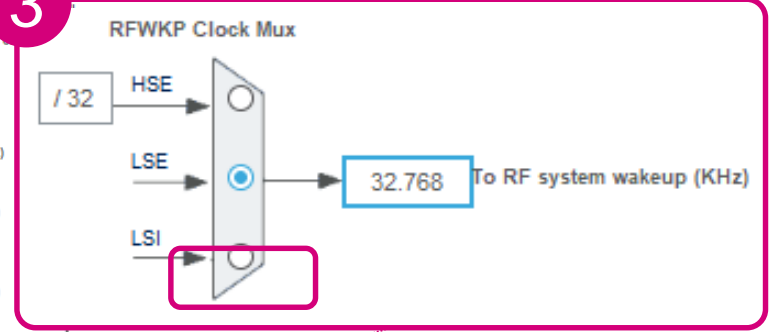 3
RFWKP Clock Mux
/ 32
HSE
LSE
32.768
To RF system wakeup (KHz)
LSI